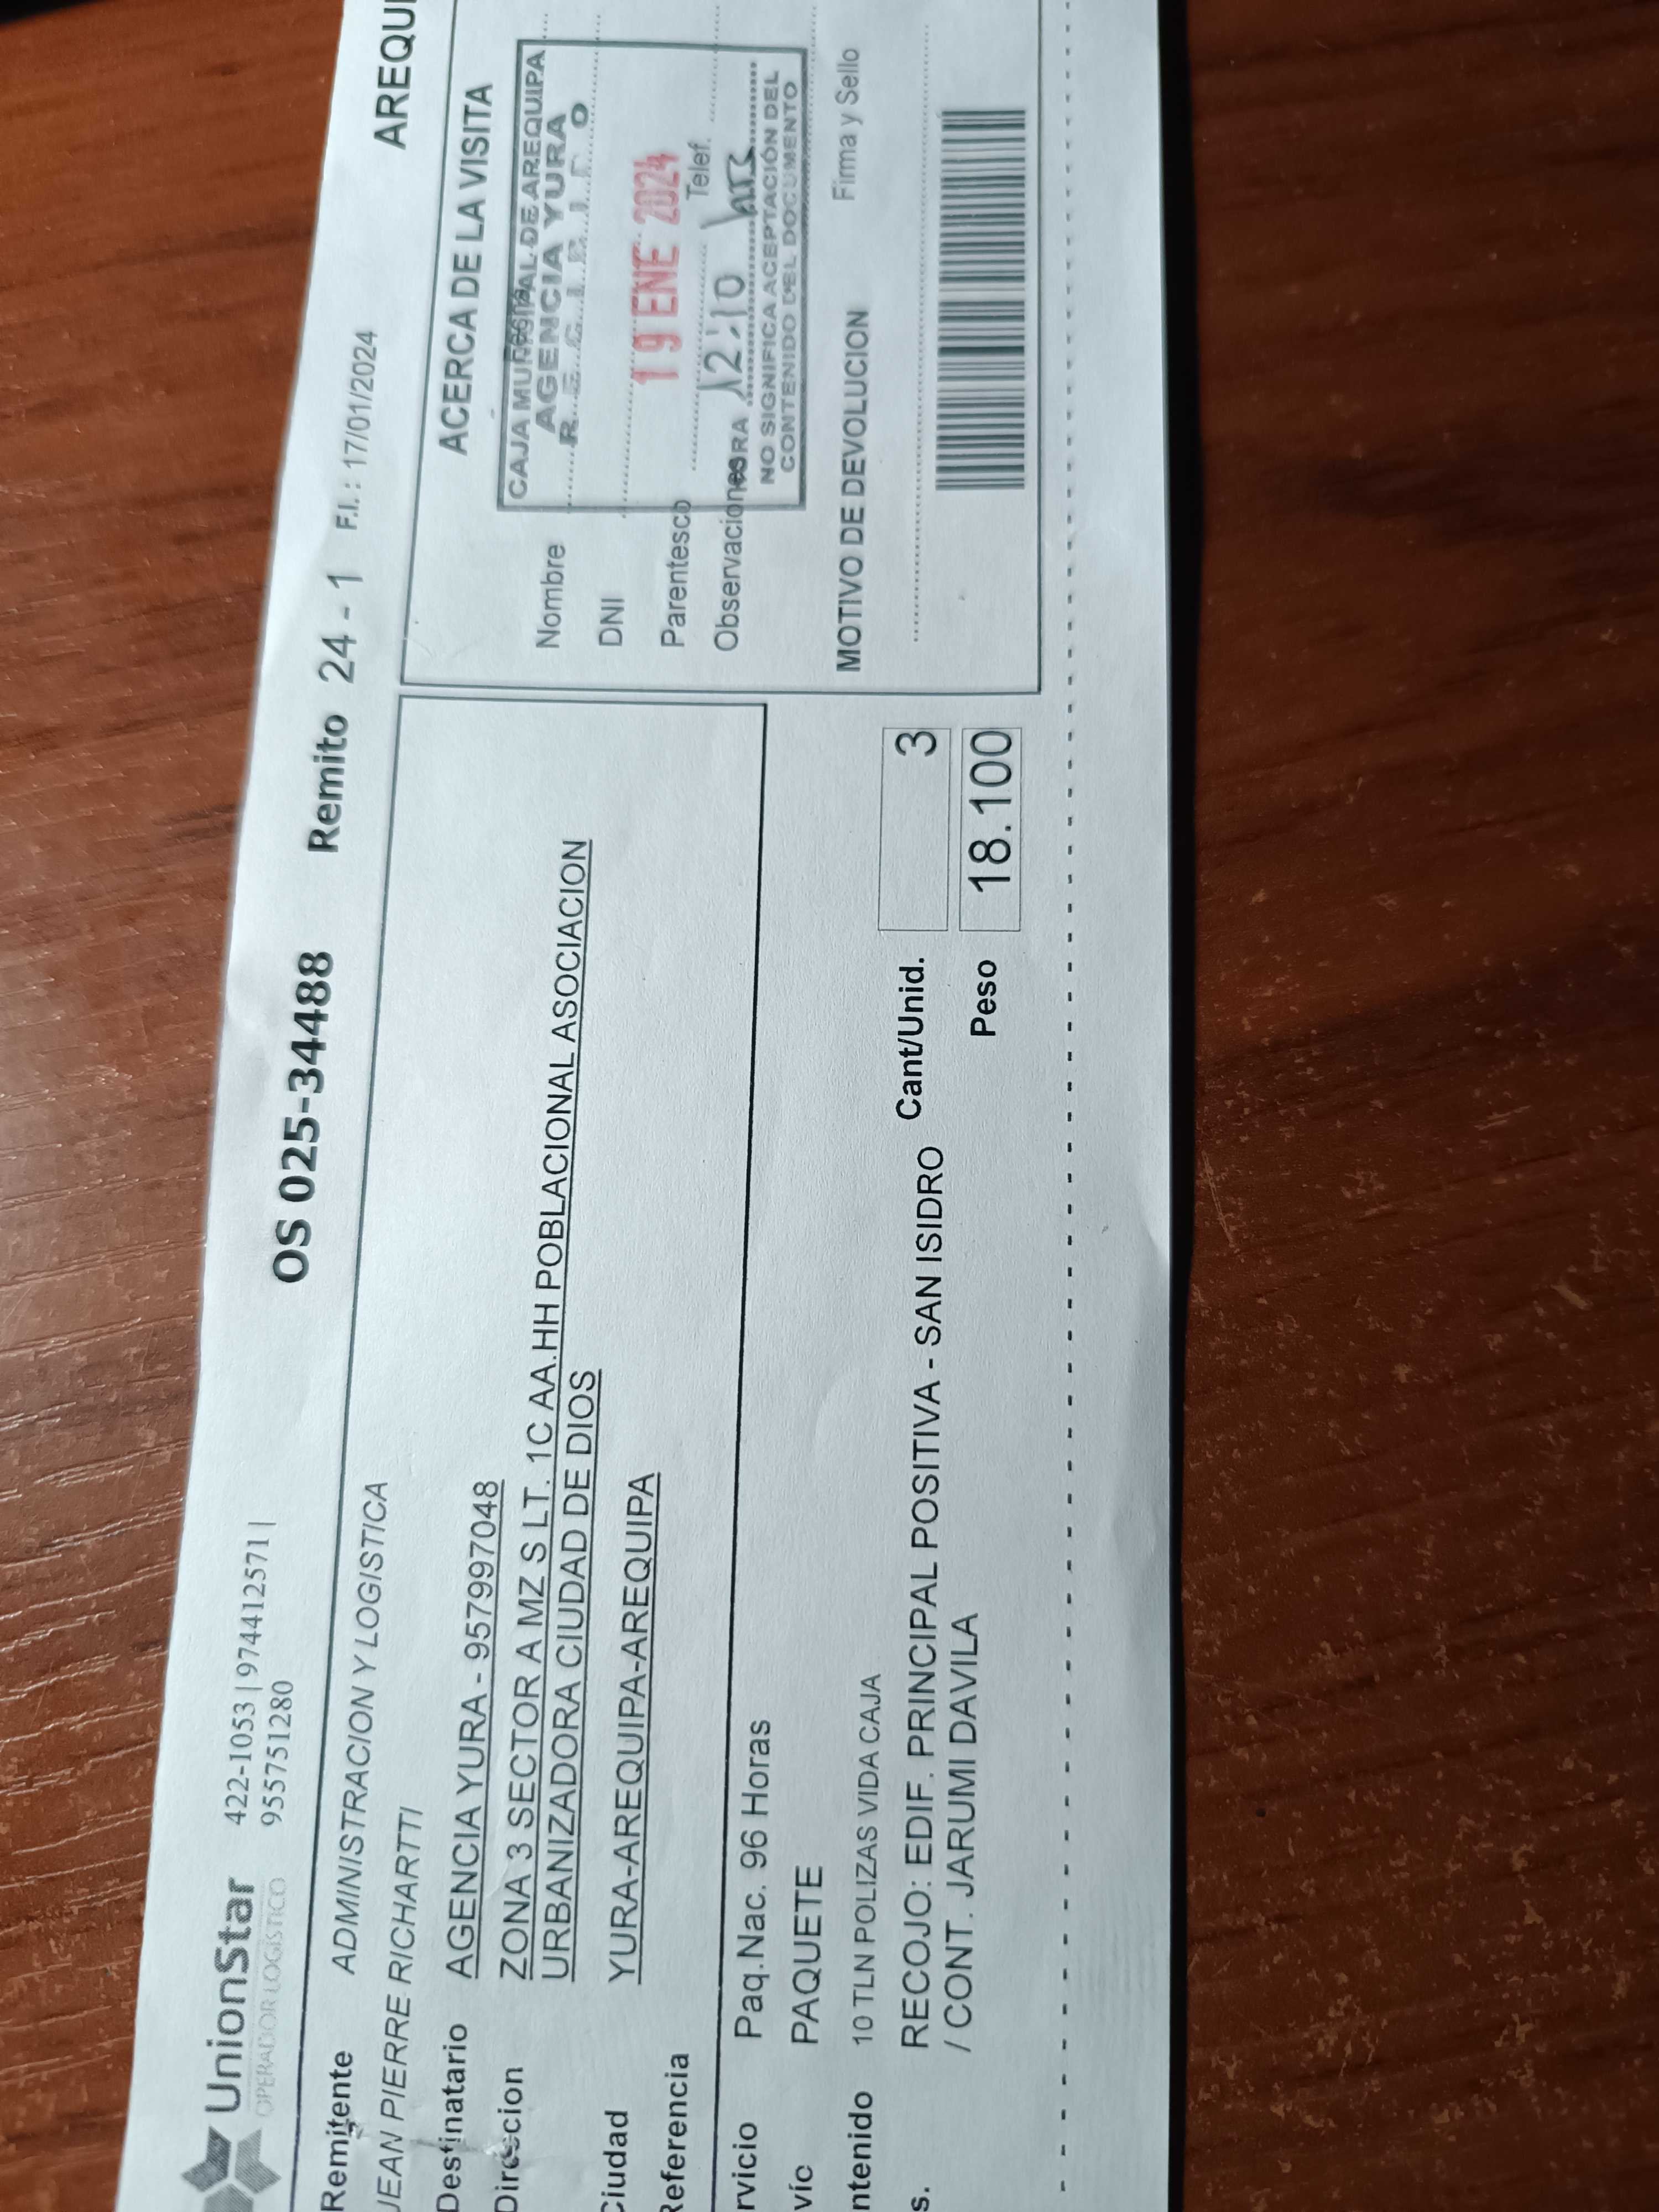 UnionStar
OPERADOR LOGÍSTICO
422-1053 | 974412571 |
955751280
OS 025-34488
Remito 24 - 1 F.I. : 17/01/2024
AREQUI
Remitente ADMINISTRACION Y LOGISTICA
JEAN PIERRE RICHARTTI
Destinatario AGENCIA YURA - 957997048
Direccion ZONA 3 SECTOR A MZ S LT. 1C AA.HH POBLACIONAL ASOCIACION
URBANIZADORA CIUDAD DE DIOS
Ciudad YURA-AREQUIPA-AREQUIPA
Referencia
rvicio Paq.Nac. 96 Horas
víc PAQUETE
ntenido 10 TLN POLIZAS VIDA CAJA
s. RECOJO: EDIF. PRINCIPAL POSITIVA - SAN ISIDRO
/ CONT. JARUMI DAVILA
Cant/Unid. 3
Peso 18.100
ACERCA DE LA VISITA
CAJA MUNICIPAL DE AREQUIPA
AGENCIA YURA
RECIBIDO
Nombre
DNI
19 ENE 2024
Parentesco Telef.
Observaciones HORA 12:10 hrs
NO SIGNIFICA ACEPTACIÓN DEL
CONTENIDO DEL DOCUMENTO
MOTIVO DE DEVOLUCION Firma y Sello